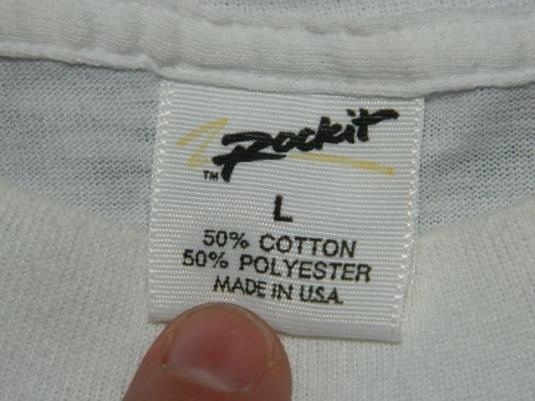 Rockit
TM
L
50% COTTON
50% POLYESTER
MADE IN U.S.A.